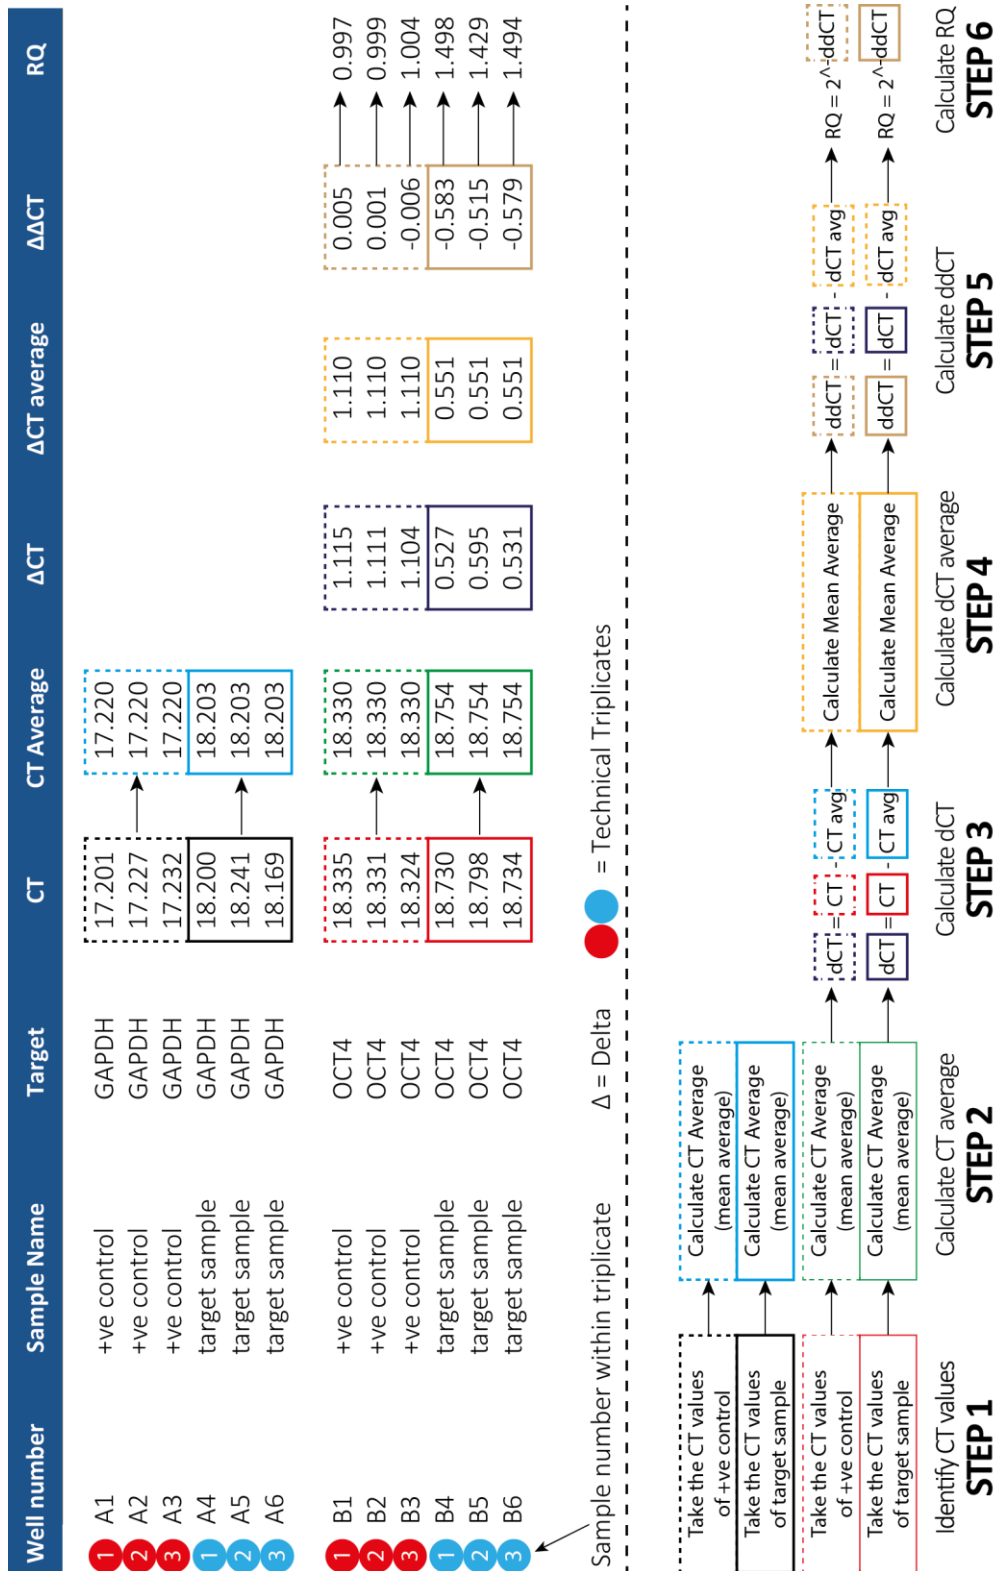 Well number Sample Name Target CT CT Average ΔCT ΔCT average ΔΔCT RQ
1 A1 +ve control GAPDH 17.201 17.220
2 A2 +ve control GAPDH 17.227 17.220
3 A3 +ve control GAPDH 17.232 17.220
1 A4 target sample GAPDH 18.200 18.203
2 A5 target sample GAPDH 18.241 18.203
3 A6 target sample GAPDH 18.169 18.203
1 B1 +ve control OCT4 18.335 18.330 1.115 1.110 0.005 0.997
2 B2 +ve control OCT4 18.331 18.330 1.111 1.110 0.001 0.999
3 B3 +ve control OCT4 18.324 18.330 1.104 1.110 -0.006 1.004
1 B4 target sample OCT4 18.730 18.754 0.527 0.551 -0.583 1.498
2 B5 target sample OCT4 18.798 18.754 0.595 0.551 -0.515 1.429
3 B6 target sample OCT4 18.734 18.754 0.531 0.551 -0.579 1.494
Sample number within triplicate Δ = Delta = Technical Triplicates
Take the CT values
of +ve control
Calculate CT Average
(mean average)
Take the CT values
of target sample
Calculate CT Average
(mean average)
Take the CT values
of +ve control
Calculate CT Average
(mean average)
dCT = CT - CT avg
Calculate Mean Average
ddCT = dCT - dCT avg
RQ = 2^-ddCT
Take the CT values
of target sample
Calculate CT Average
(mean average)
dCT = CT - CT avg
Calculate Mean Average
ddCT = dCT - dCT avg
RQ = 2^-ddCT
Identify CT values
STEP 1
Calculate CT average
STEP 2
Calculate dCT
STEP 3
Calculate dCT average
STEP 4
Calculate ddCT
STEP 5
Calculate RQ
STEP 6